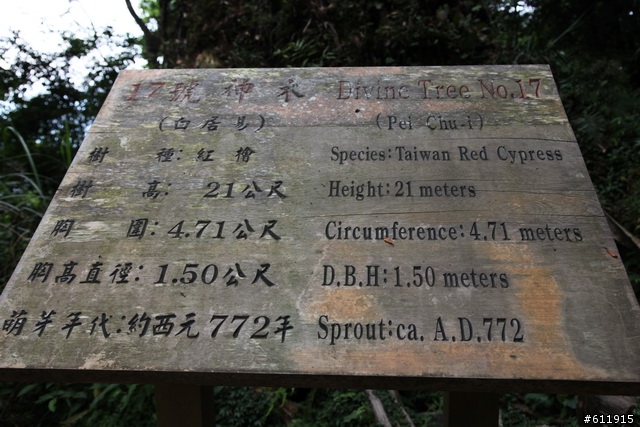 17號神木 Divine Tree No.17
(白居易) (Pei Chu-i)
樹 種: 紅檜 Species:Taiwan Red Cypress
樹 高: 21公尺 Height: 21 meters
胸 圍: 4.71公尺 Circumference: 4.71 meters
胸高直徑: 1.50公尺 D.B.H: 1.50 meters
萌芽年代:約西元772年 Sprout:ca. A.D.772
#611915